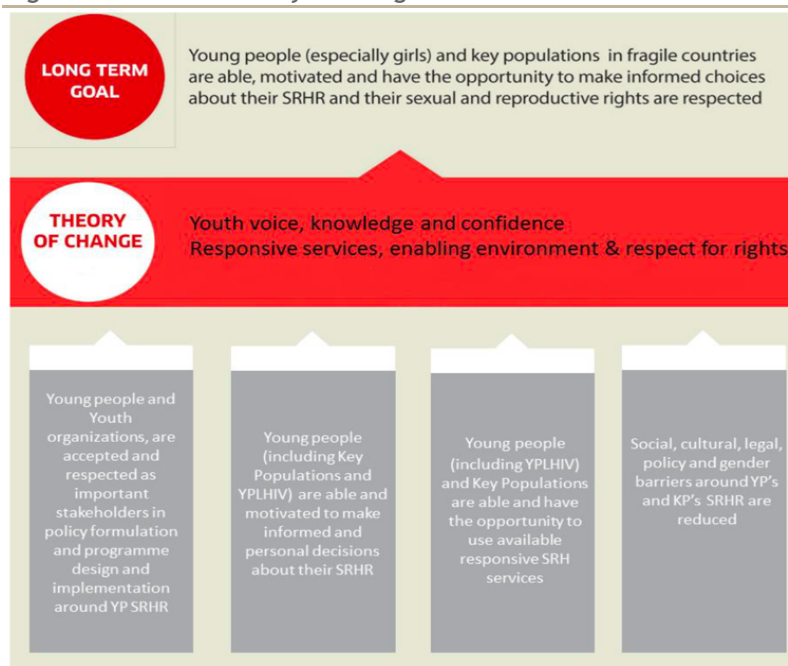 LONG TERM
GOAL
Young people (especially girls) and key populations in fragile countries
are able, motivated and have the opportunity to make informed choices
about their SRHR and their sexual and reproductive rights are respected
THEORY
OF CHANGE
Youth voice, knowledge and confidence
Responsive services, enabling environment & respect for rights
Young people and
Youth
organizations, are
accepted and
respected as
important
stakeholders in
policy formulation
and programme
design and
implementation
around YP SRHR
Young people
(including Key
Populations and
YPLHIV) are able and
motivated to make
informed and
personal decisions
about their SRHR
Young people
(including YPLHIV)
and Key Populations
are able and have
the opportunity to
use available
responsive SRH
services
Social, cultural, legal,
policy and gender
barriers around YP's
and KP's SRHR are
reduced